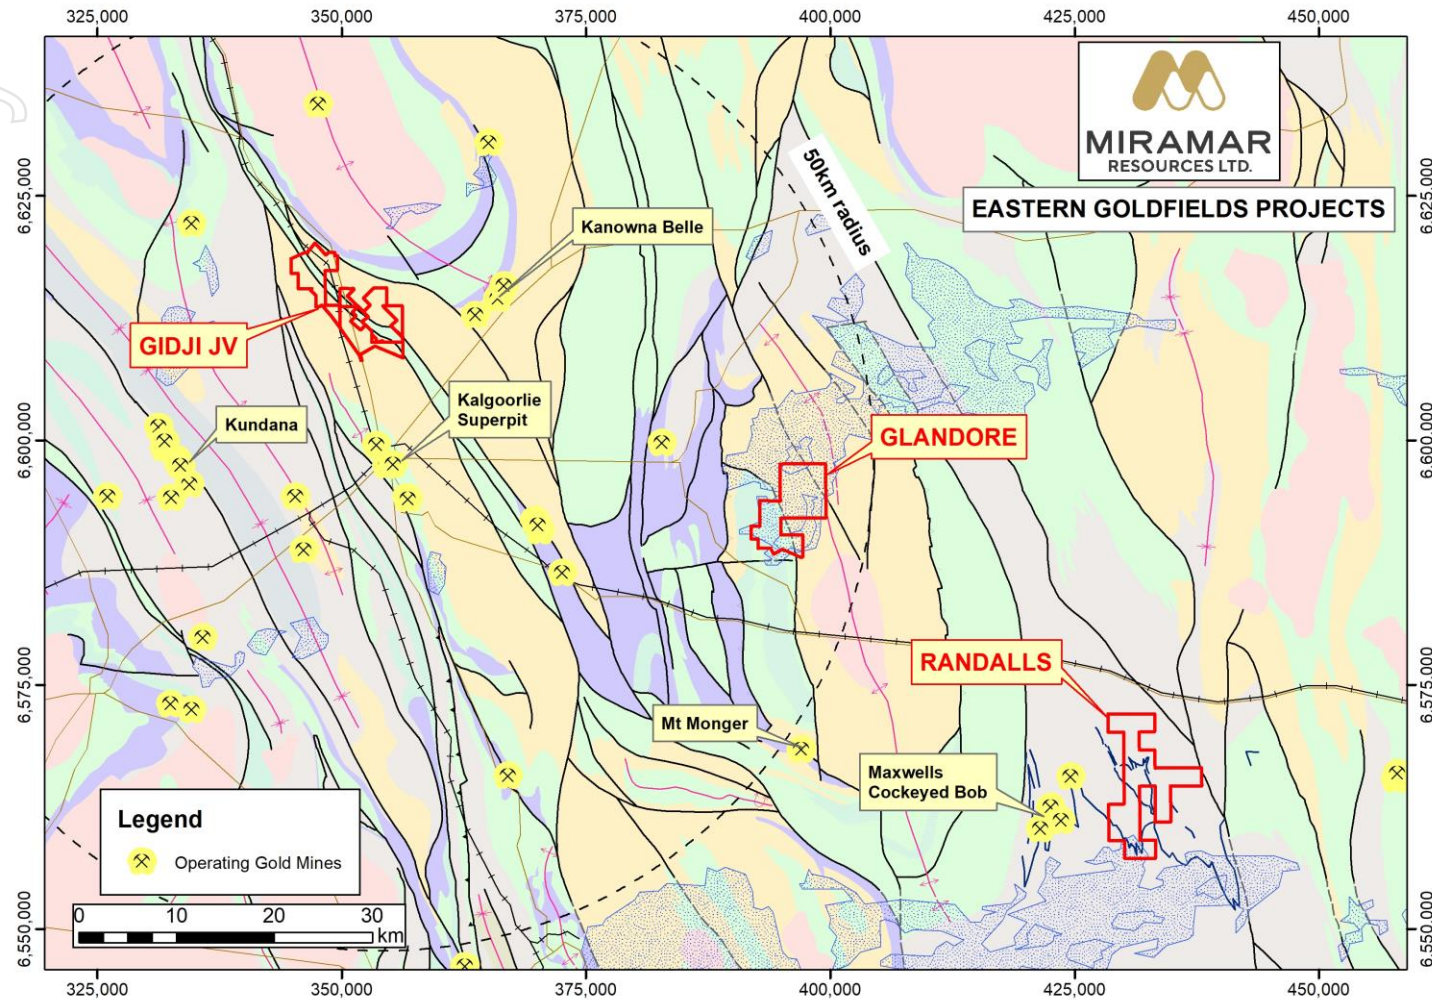 325,000
350,000
375,000
400,000
425,000
450,000
MIRAMAR
RESOURCES LTD.
EASTERN GOLDFIELDS PROJECTS
6,625,000
6,625,000
50km radius
Kanowna Belle
GIDJI JV
Kalgoorlie
Superpit
Kundana
GLANDORE
6,600,000
6,600,000
RANDALLS
6,575,000
6,575,000
Mt Monger
Maxwells
Cockeyed Bob
Legend
Operating Gold Mines
0 10 20 30
km
6,550,000
6,550,000
325,000
350,000
375,000
400,000
425,000
450,000